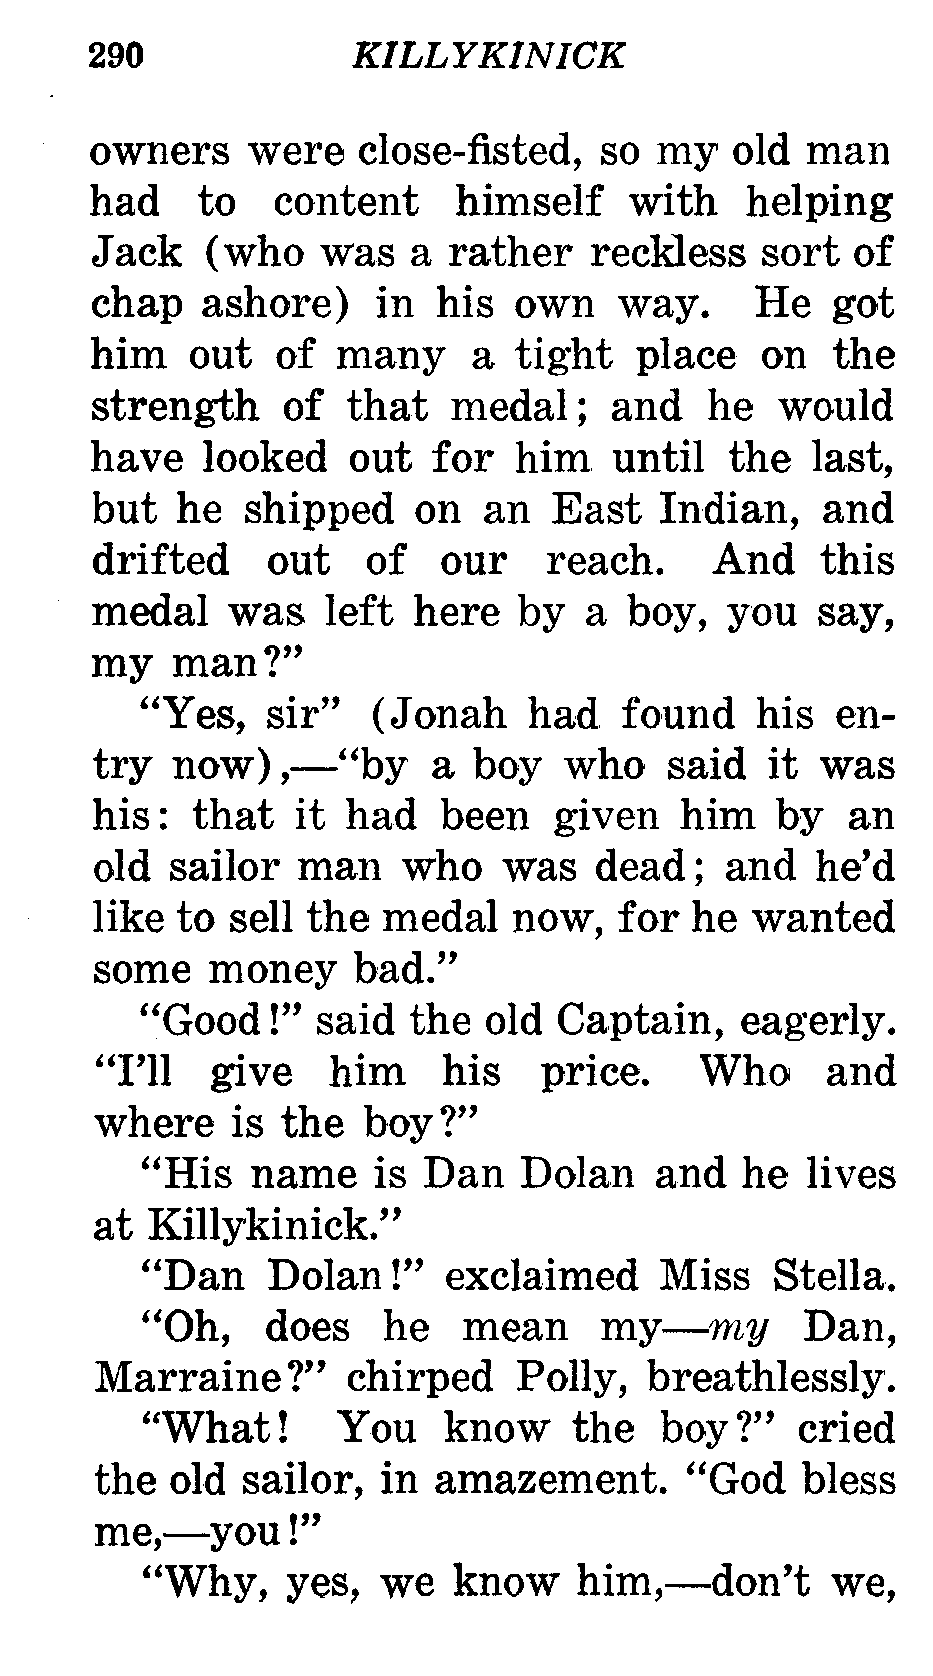 290 KILLYKINICK
owners were close-fisted, so my old man
had to content himself with helping
Jack (who was a rather reckless sort of
chap ashore) in his own way. He got
him out of many a tight place on the
strength of that medal; and he would
have looked out for him until the last,
but he shipped on an East Indian, and
drifted out of our reach. And this
medal was left here by a boy, you say,
my man?”
“Yes, sir” (Jonah had found his en-
try now),—“by a boy who said it was
his: that it had been given him by an
old sailor man who was dead; and he’d
like to sell the medal now, for he wanted
some money bad.”
“Good!” said the old Captain, eagerly.
“I’ll give him his price. Who and
where is the boy?”
“His name is Dan Dolan and he lives
at Killykinick.”
“Dan Dolan!” exclaimed Miss Stella.
“Oh, does he mean my—my Dan,
Marraine?” chirped Polly, breathlessly.
“What! You know the boy?” cried
the old sailor, in amazement. “God bless
me,—you!”
“Why, yes, we know him,—don’t we,